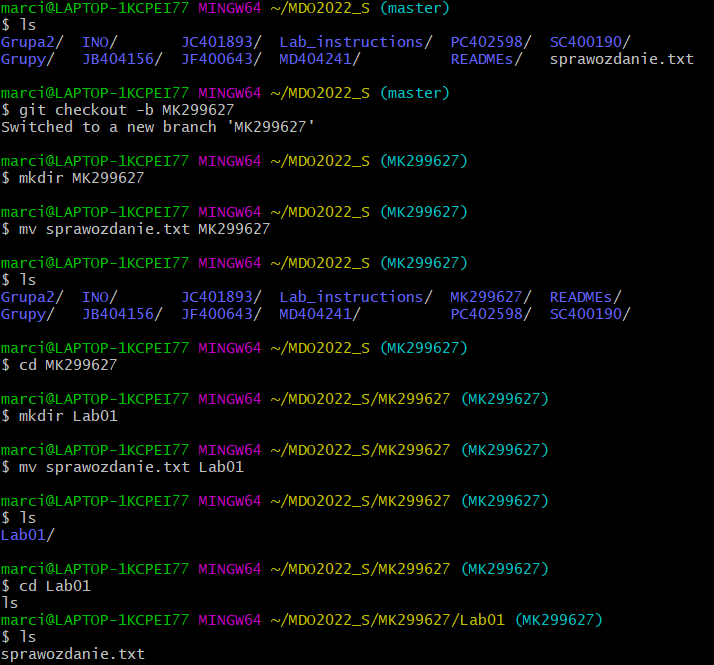 marci@LAPTOP-1KCPEI77 MINGW64 ~/MDO2022_S (master)
$ ls
Grupa2/ INO/ JC401893/ Lab_instructions/ PC402598/ SC400190/
Grupy/ JB404156/ JF400643/ MD404241/ READMEs/ sprawozdanie.txt
marci@LAPTOP-1KCPEI77 MINGW64 ~/MDO2022_S (master)
$ git checkout -b MK299627
Switched to a new branch 'MK299627'
marci@LAPTOP-1KCPEI77 MINGW64 ~/MDO2022_S (MK299627)
$ mkdir MK299627
marci@LAPTOP-1KCPEI77 MINGW64 ~/MDO2022_S (MK299627)
$ mv sprawozdanie.txt MK299627
marci@LAPTOP-1KCPEI77 MINGW64 ~/MDO2022_S (MK299627)
$ ls
Grupa2/ INO/ JC401893/ Lab_instructions/ MK299627/ READMEs/
Grupy/ JB404156/ JF400643/ MD404241/ PC402598/ SC400190/
marci@LAPTOP-1KCPEI77 MINGW64 ~/MDO2022_S (MK299627)
$ cd MK299627
marci@LAPTOP-1KCPEI77 MINGW64 ~/MDO2022_S/MK299627 (MK299627)
$ mkdir Lab01
marci@LAPTOP-1KCPEI77 MINGW64 ~/MDO2022_S/MK299627 (MK299627)
$ mv sprawozdanie.txt Lab01
marci@LAPTOP-1KCPEI77 MINGW64 ~/MDO2022_S/MK299627 (MK299627)
$ ls
Lab01/
marci@LAPTOP-1KCPEI77 MINGW64 ~/MDO2022_S/MK299627 (MK299627)
$ cd Lab01
ls
marci@LAPTOP-1KCPEI77 MINGW64 ~/MDO2022_S/MK299627/Lab01 (MK299627)
$ ls
sprawozdanie.txt